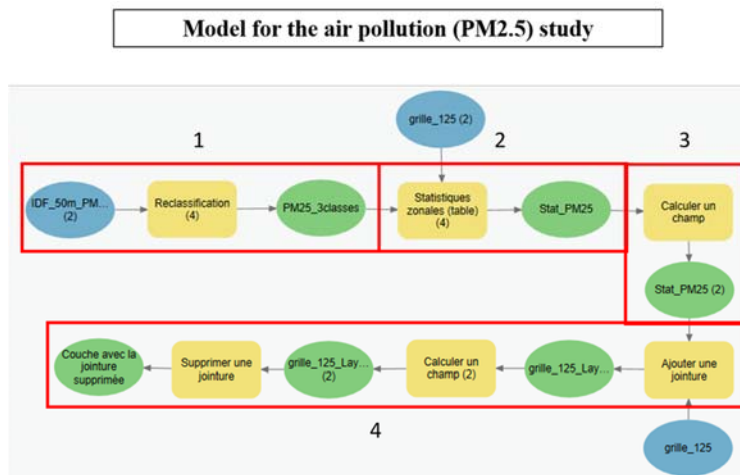 Model for the air pollution (PM2.5) study
grille_125 (2)
1
2
3
IDF_50m_PM...
(2)
Reclassification
(4)
PM25_3classes
Statistiques
zonales (table)
(4)
Stat_PM25
Calculer un
champ
Stat_PM25 (2)
Couche avec la
jointure
supprimée
Supprimer une
jointure
grille_125_Lay...
(2)
Calculer un
champ (2)
grille_125_Lay...
Ajouter une
jointure
4
grille_125